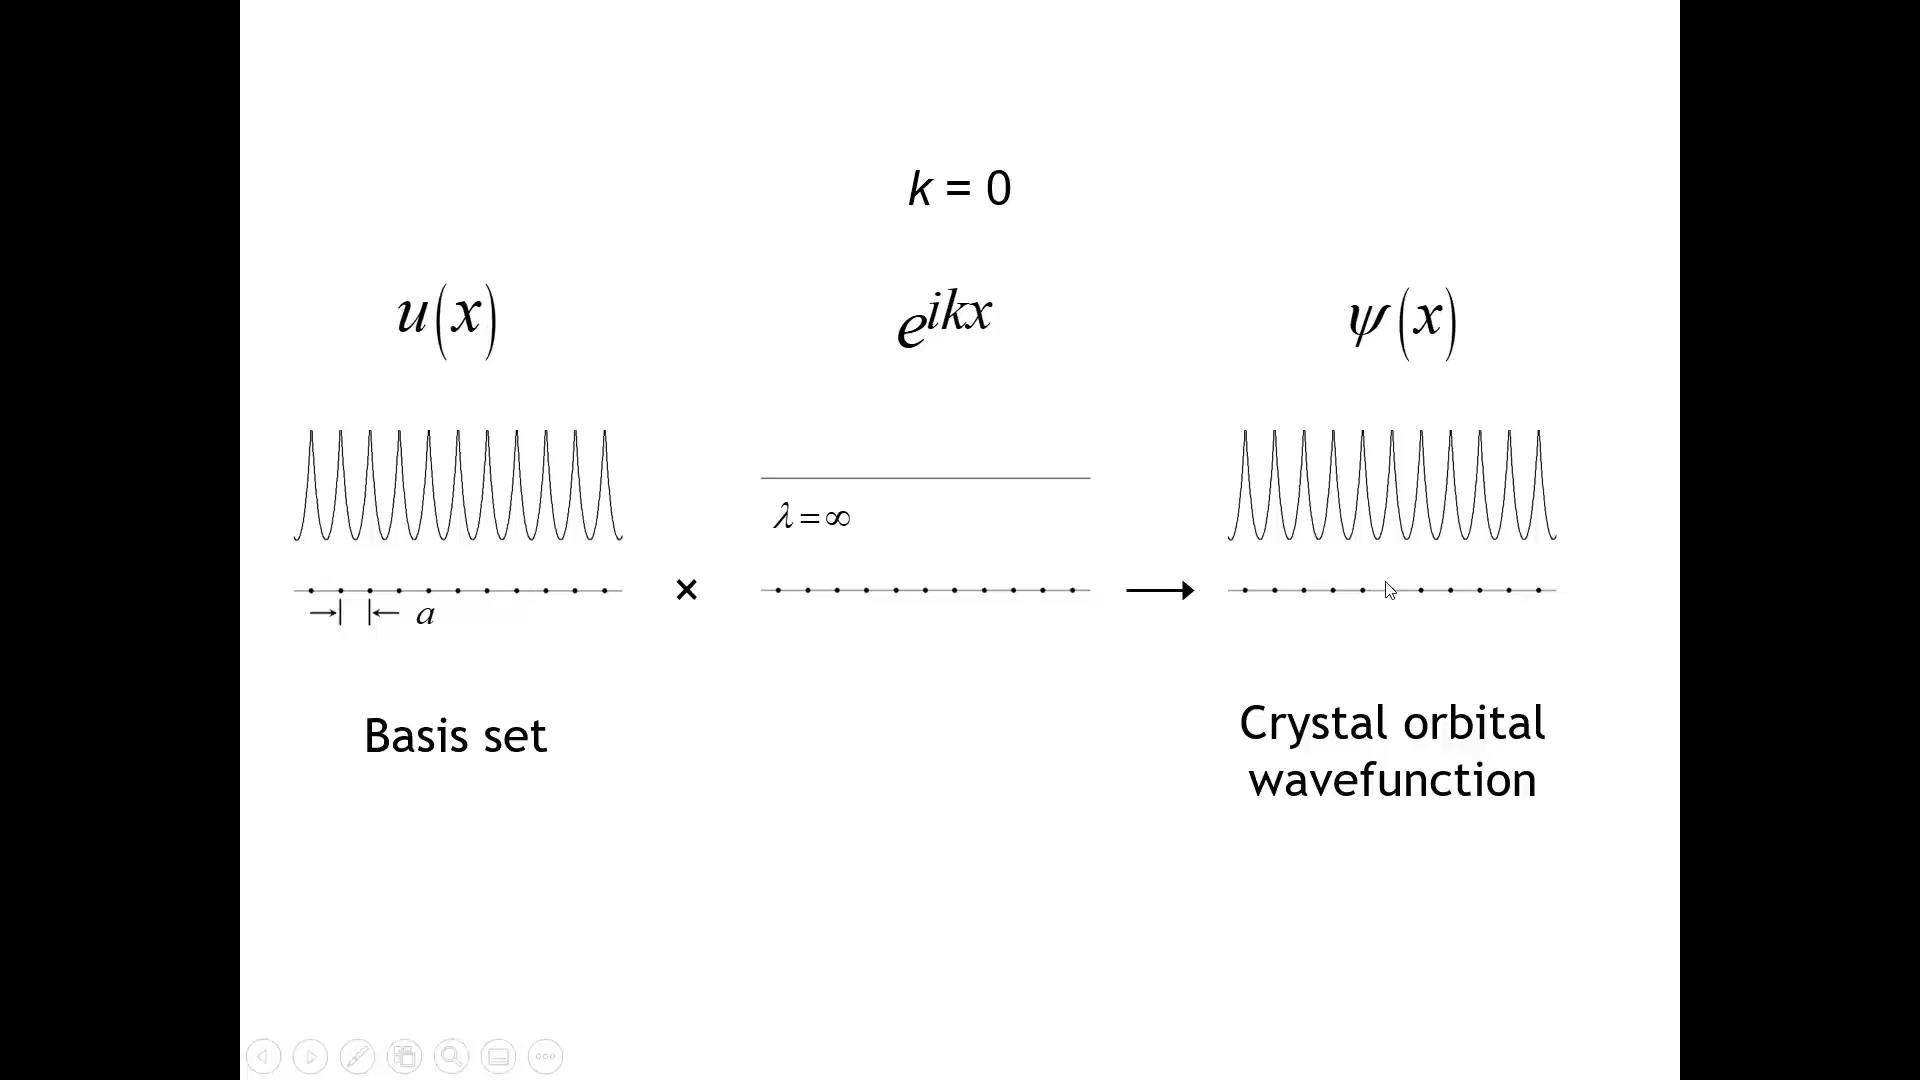 k = 0
u(x)
e^{ikx}
ψ(x)
λ = ∞
×
a
Basis set
Crystal orbital
wavefunction